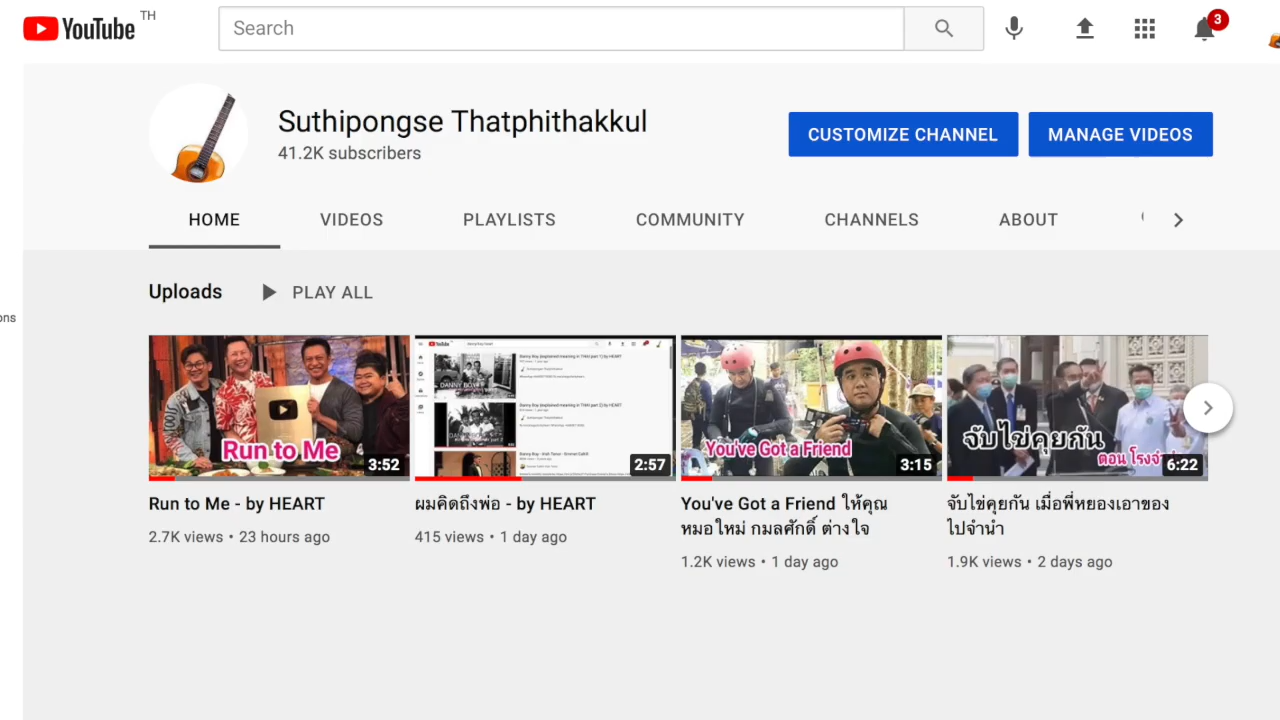 YouTube TH
Search
3
Suthipongse Thatphithakkul
41.2K subscribers
CUSTOMIZE CHANNEL
MANAGE VIDEOS
HOME
VIDEOS
PLAYLISTS
COMMUNITY
CHANNELS
ABOUT
Uploads
PLAY ALL
ons
Run to Me
3:52
DANNY BOY
2:57
You've Got a Friend
3:15
จับไข่คุยกัน
ตอน
6:22
Run to Me - by HEART
2.7K views • 23 hours ago
ผมคิดถึงพ่อ - by HEART
415 views • 1 day ago
You've Got a Friend ให้คุณ
หมอใหม่ กมลศักดิ์ ต่างใจ
1.2K views • 1 day ago
จับไข่คุยกัน เมื่อพี่หยองเอาของ
ไปจำนำ
1.9K views • 2 days ago